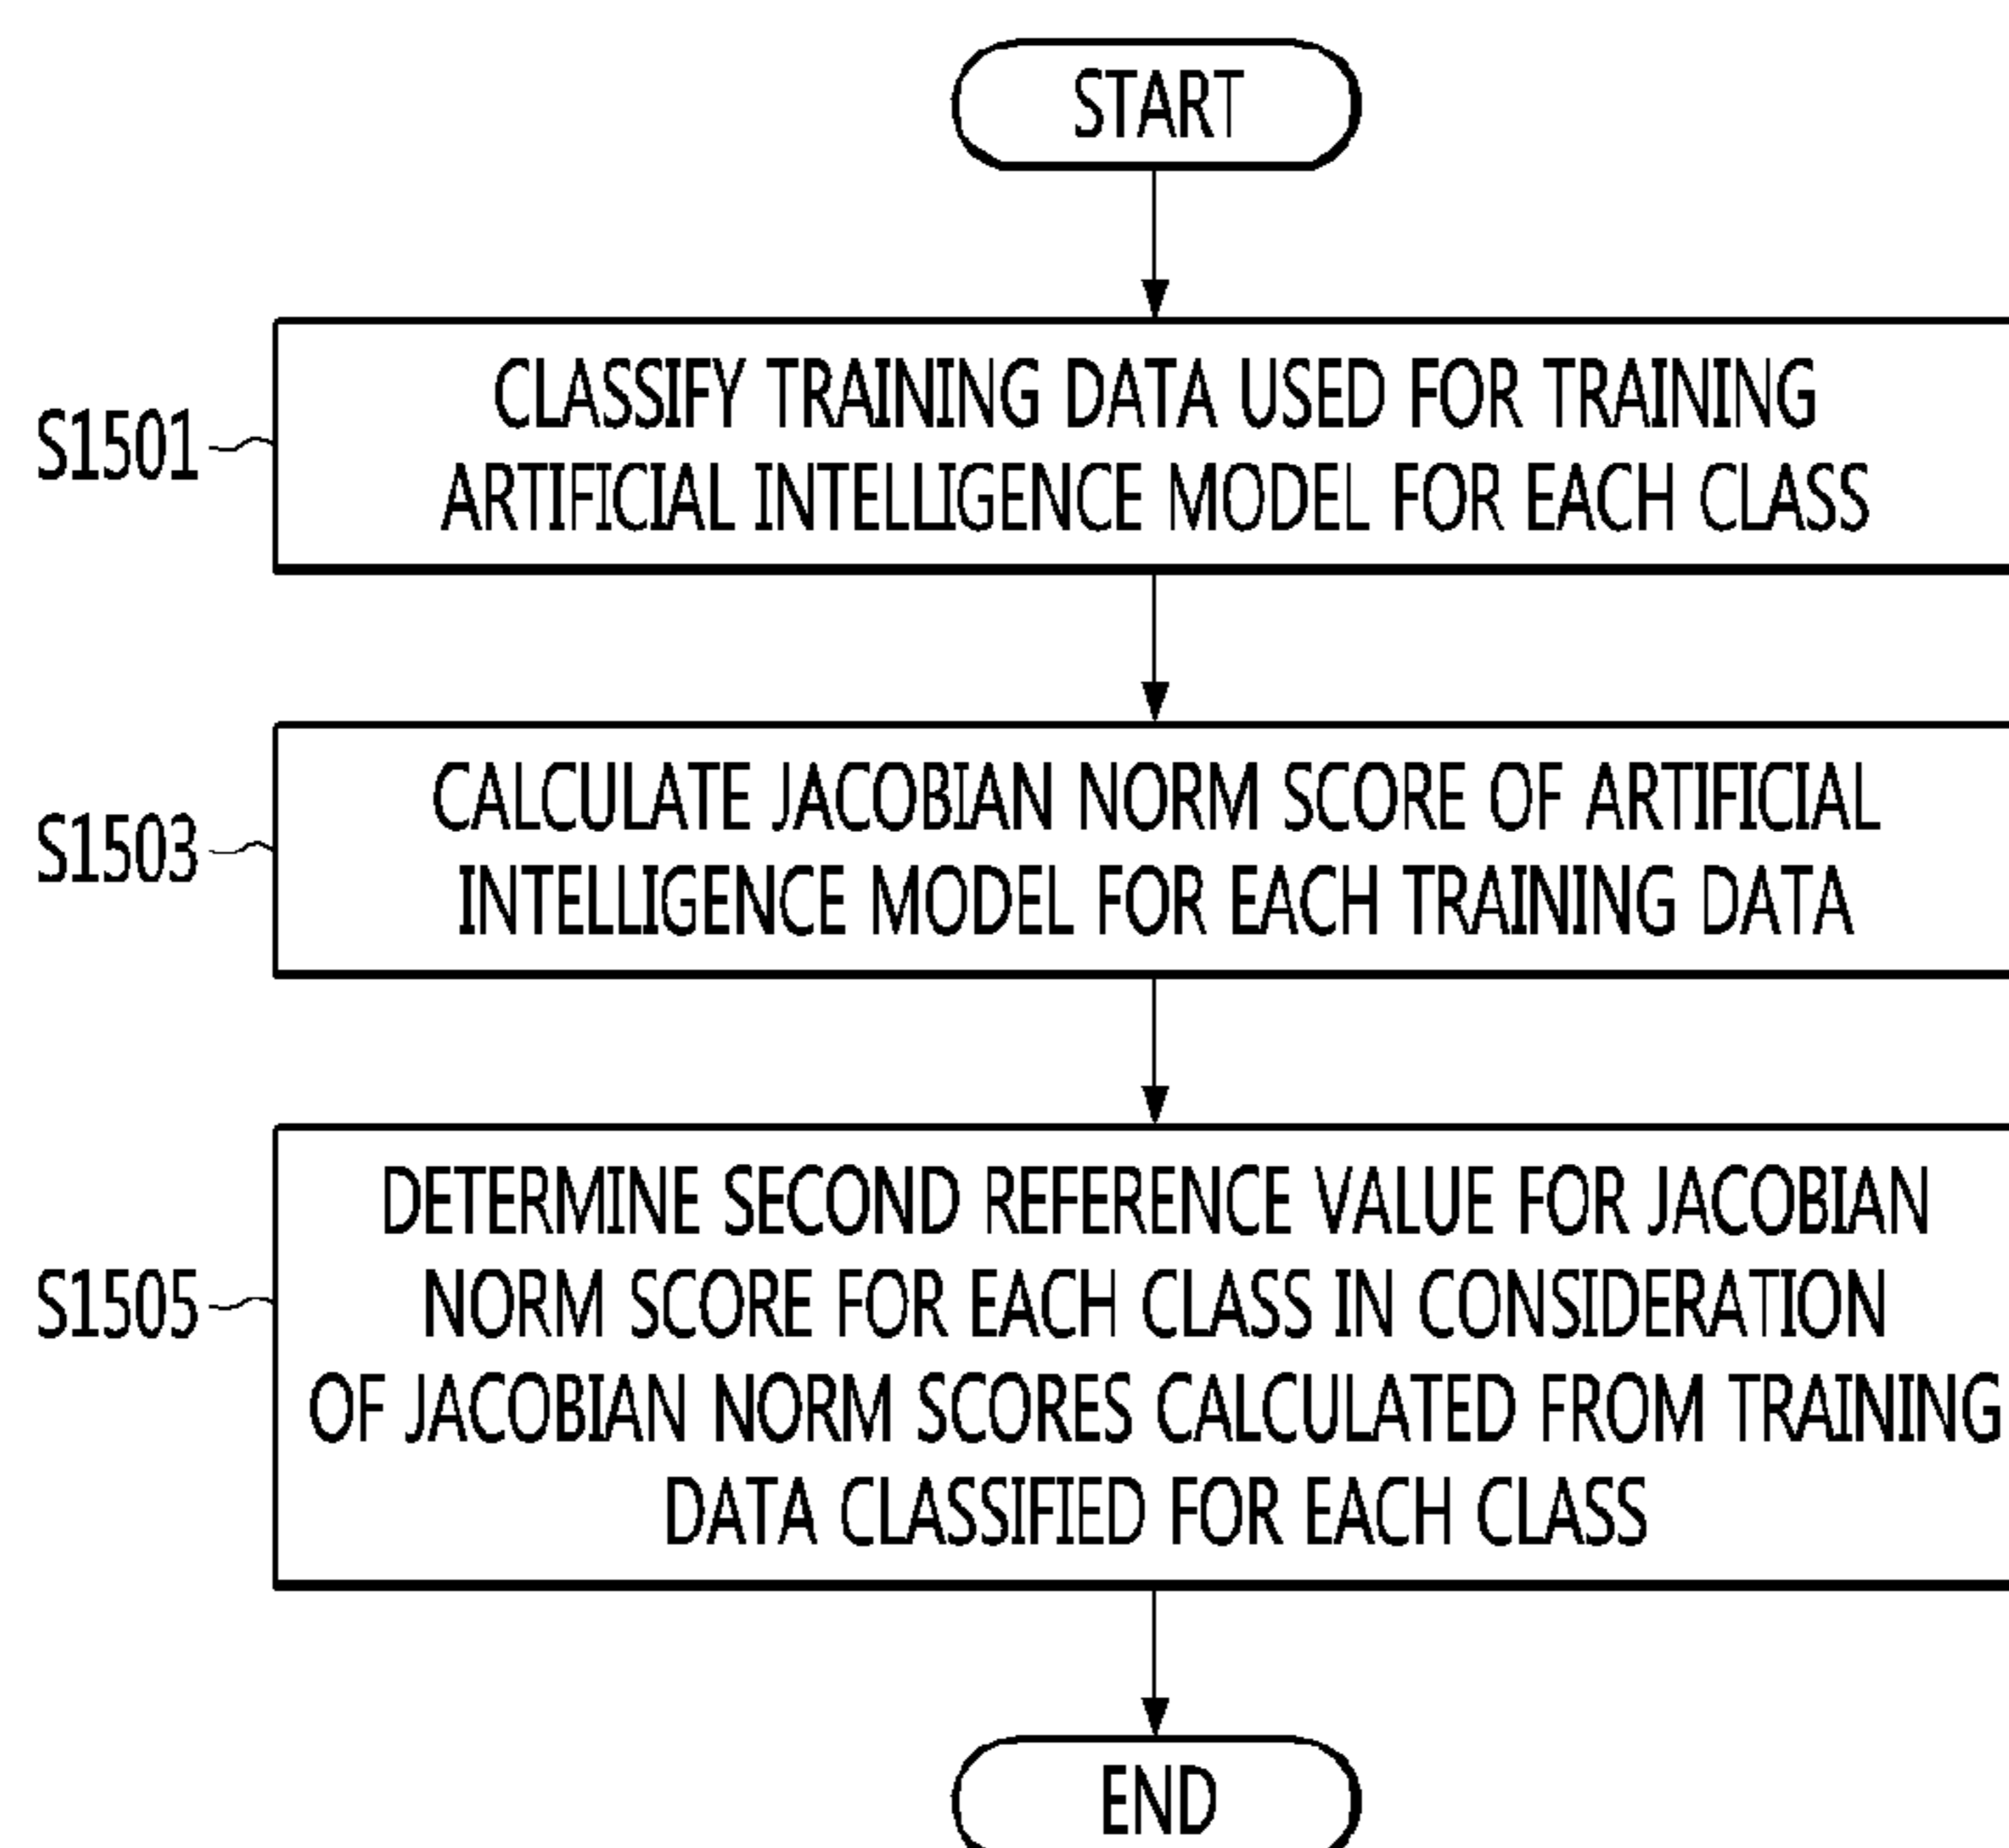 START
S1501
CLASSIFY TRAINING DATA USED FOR TRAINING
ARTIFICIAL INTELLIGENCE MODEL FOR EACH CLASS
S1503
CALCULATE JACOBIAN NORM SCORE OF ARTIFICIAL
INTELLIGENCE MODEL FOR EACH TRAINING DATA
S1505
DETERMINE SECOND REFERENCE VALUE FOR JACOBIAN
NORM SCORE FOR EACH CLASS IN CONSIDERATION
OF JACOBIAN NORM SCORES CALCULATED FROM TRAINING
DATA CLASSIFIED FOR EACH CLASS
END